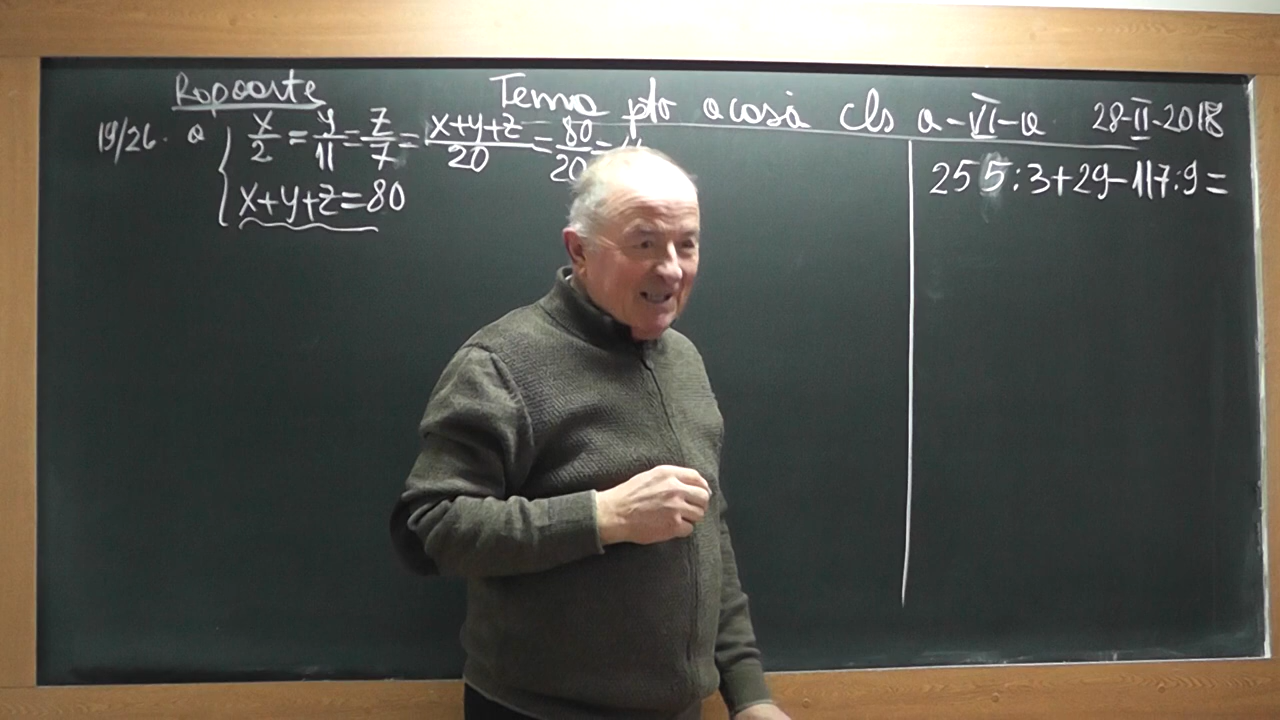 Rapoarte
Tema ptr acasă cls a-VI-a 28-II-2018
19/26. a { x/2 = y/11 = z/7 = x+y+z/20 = 80/20 =
x+y+z=80
255:3+29-117:9=